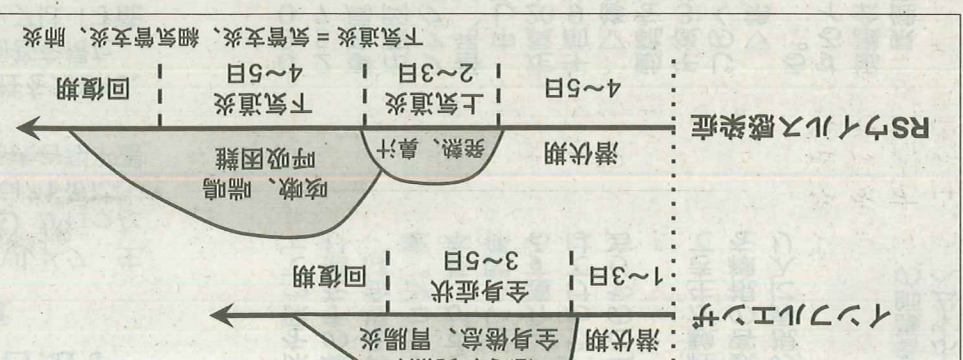 インフルエンザ
潜伏期
全身倦怠、胃腸炎
1~3日
全身症状
3~5日
回復期
RSウイルス感染症
潜伏期
発熱、鼻汁
咳嗽、喘鳴
呼吸困難
4~5日
上気道炎
2~3日
下気道炎
4~5日
回復期
下気道炎 = 気管支炎、細気管支炎、肺炎